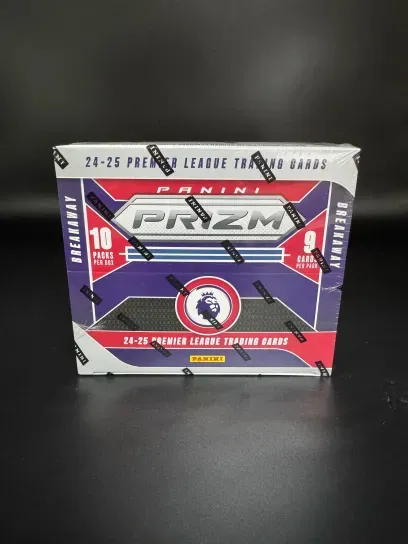 24-25 PREMIER LEAGUE TRADING CARDS
PANINI
PRIZM
BREAKAWAY
10
PACKS
PER BOX
9
CARDS
PER PACK
BREAKAWAY
24-25 PREMIER LEAGUE TRADING CARDS
PANINI